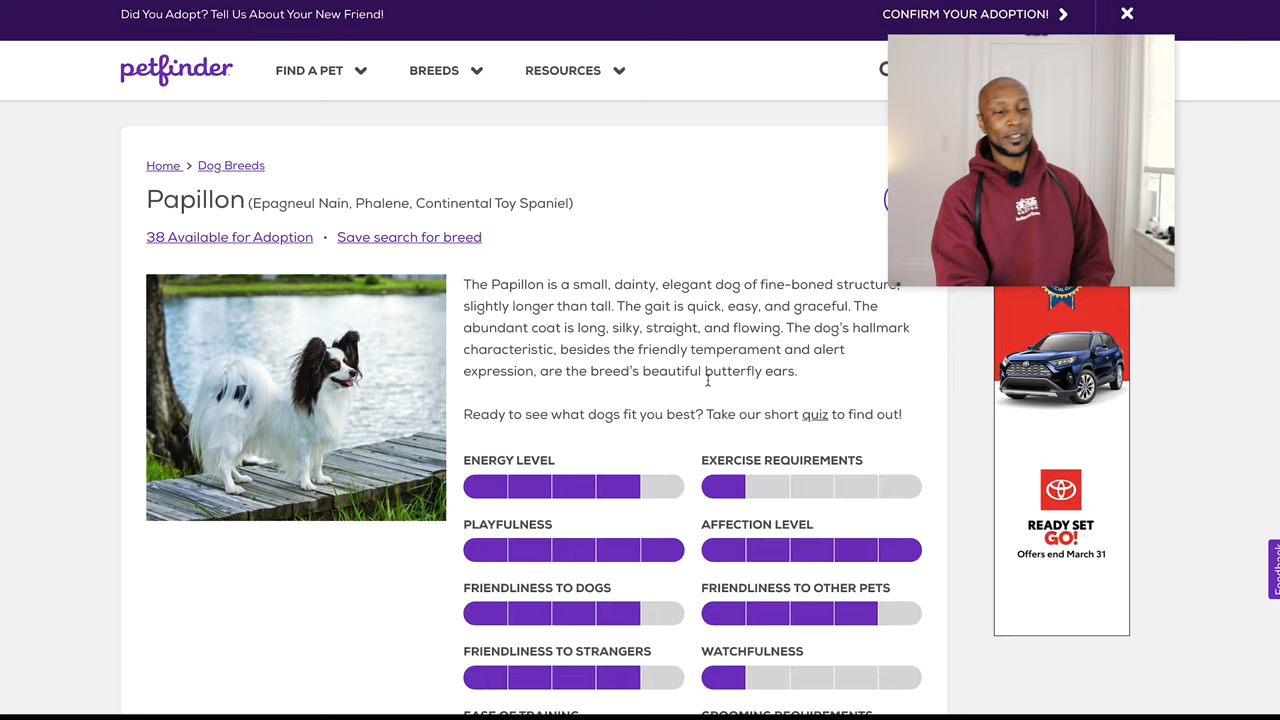 Did You Adopt? Tell Us About Your New Friend!
CONFIRM YOUR ADOPTION!
petfinder
FIND A PET
BREEDS
RESOURCES
Home > Dog Breeds
Papillon (Epagneul Nain, Phalene, Continental Toy Spaniel)
38 Available for Adoption • Save search for breed
The Papillon is a small, dainty, elegant dog of fine-boned structure,
slightly longer than tall. The gait is quick, easy, and graceful. The
abundant coat is long, silky, straight, and flowing. The dog's hallmark
characteristic, besides the friendly temperament and alert
expression, are the breed's beautiful butterfly ears.
Ready to see what dogs fit you best? Take our short quiz to find out!
ENERGY LEVEL
EXERCISE REQUIREMENTS
PLAYFULNESS
AFFECTION LEVEL
FRIENDLINESS TO DOGS
FRIENDLINESS TO OTHER PETS
FRIENDLINESS TO STRANGERS
WATCHFULNESS
EASE OF TRAINING
GROOMING REQUIREMENTS
READY SET
GO!
Offers end March 31
Feedback